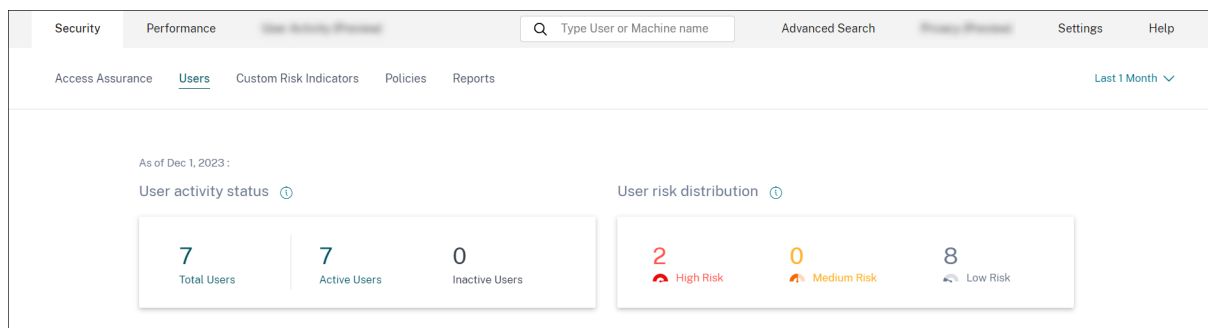 Security Performance Type User or Machine name Advanced Search Settings Help
Access Assurance Users Custom Risk Indicators Policies Reports Last 1 Month
As of Dec 1, 2023 :
User activity status User risk distribution
7 7 0 2 0 8
Total Users Active Users Inactive Users High Risk Medium Risk Low Risk